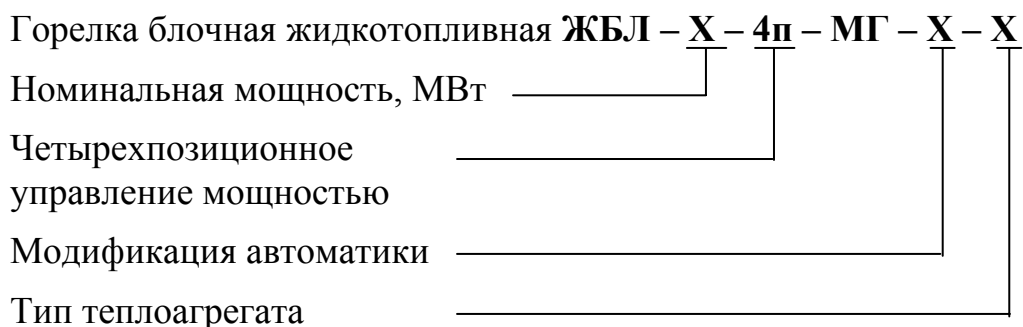 Горелка блочная жидкотопливная ЖБЛ – Х – 4п – МГ – Х – Х
Номинальная мощность, МВт
Четырехпозиционное
управление мощностью
Модификация автоматики
Тип теплоагрегата